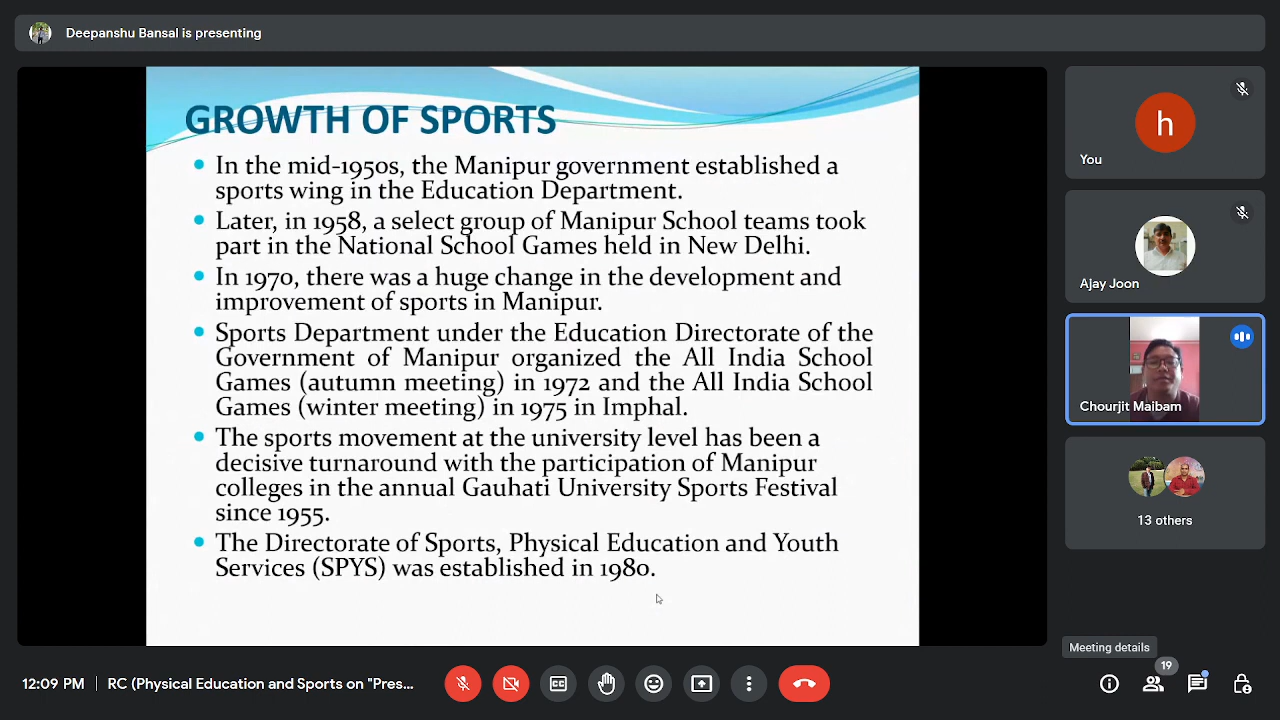 Deepanshu Bansal is presenting
GROWTH OF SPORTS
• In the mid-1950s, the Manipur government established a
sports wing in the Education Department.
• Later, in 1958, a select group of Manipur School teams took
part in the National School Games held in New Delhi.
• In 1970, there was a huge change in the development and
improvement of sports in Manipur.
• Sports Department under the Education Directorate of the
Government of Manipur organized the All India School
Games (autumn meeting) in 1972 and the All India School
Games (winter meeting) in 1975 in Imphal.
• The sports movement at the university level has been a
decisive turnaround with the participation of Manipur
colleges in the annual Gauhati University Sports Festival
since 1955.
• The Directorate of Sports, Physical Education and Youth
Services (SPYS) was established in 1980.
h
You
Ajay Joon
Chourjit Maibam
13 others
Meeting details
12:09 PM | RC (Physical Education and Sports on "Pres...
CC
19